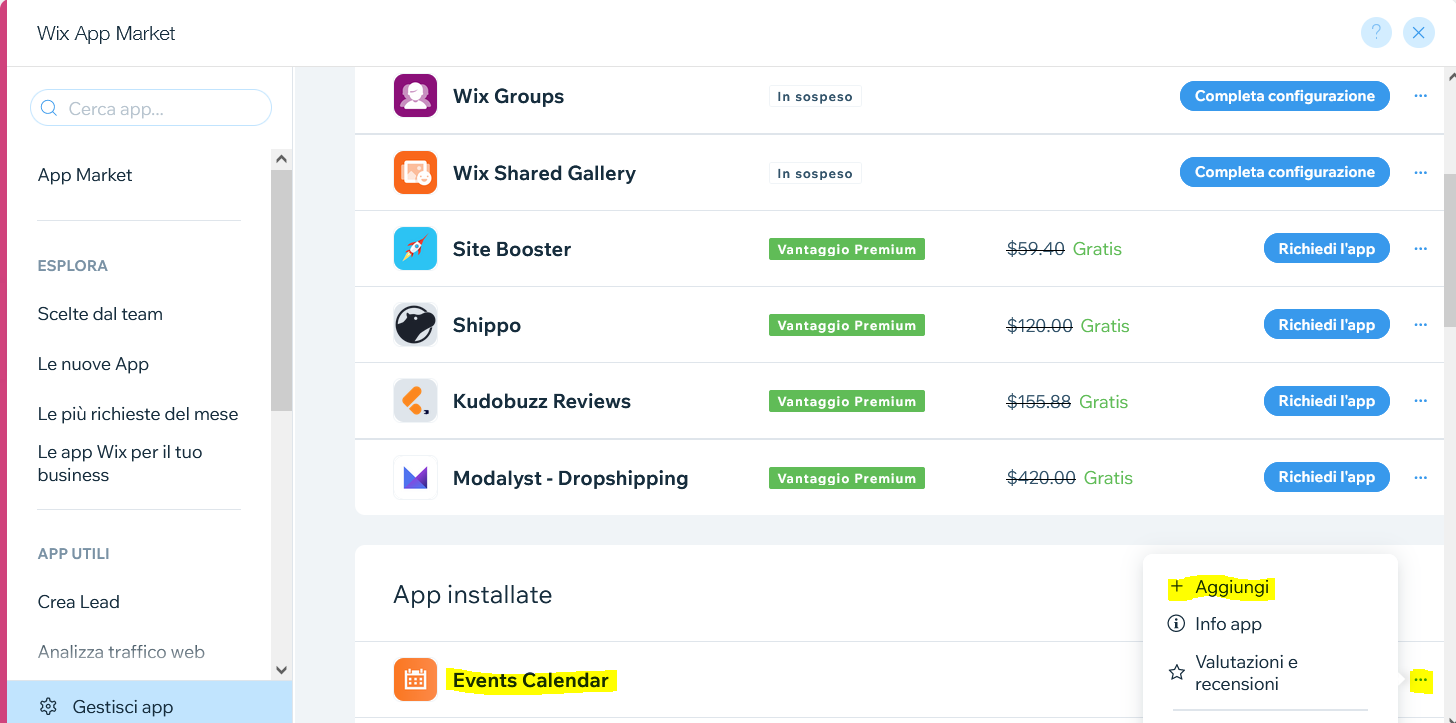 Wix App Market
?
Cerca app...
App Market
ESPLORA
Scelte dal team
Le nuove App
Le più richieste del mese
Le app Wix per il tuo
business
APP UTILI
Crea Lead
Analizza traffico web
Gestisci app
Wix Groups In sospeso Completa configurazione ...
Wix Shared Gallery In sospeso Completa configurazione ...
Site Booster Vantaggio Premium $59.40 Gratis Richiedi l'app ...
Shippo Vantaggio Premium $120.00 Gratis Richiedi l'app ...
Kudobuzz Reviews Vantaggio Premium $155.88 Gratis Richiedi l'app ...
Modalyst - Dropshipping Vantaggio Premium $420.00 Gratis Richiedi l'app ...
App installate
Events Calendar ...
+ Aggiungi
Info app
Valutazioni e
recensioni